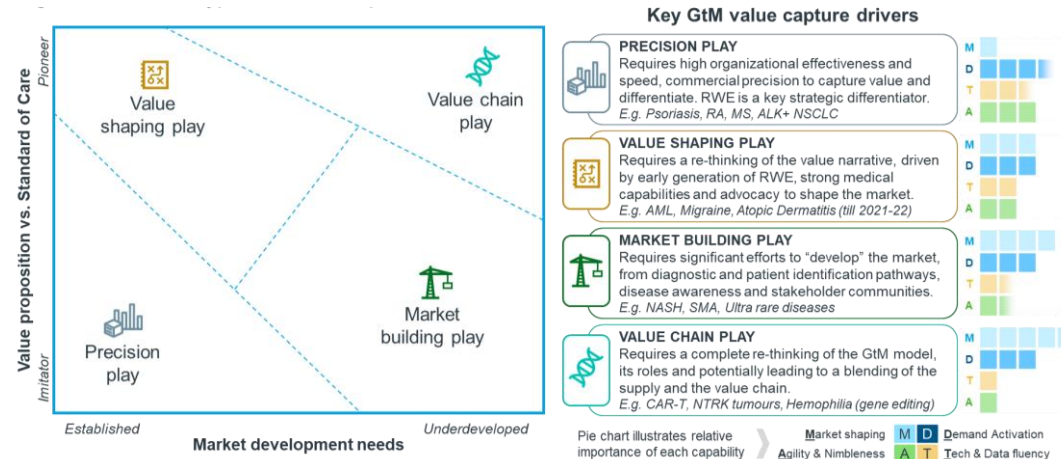 Key GtM value capture drivers
Value proposition vs. Standard of Care
Pioneer
Imitator
Value
shaping play
Value chain
play
Market
building play
Precision
play
Established
Underdeveloped
Market development needs
PRECISION PLAY
Requires high organizational effectiveness and
speed, commercial precision to capture value and
differentiate. RWE is a key strategic differentiator.
E.g. Psoriasis, RA, MS, ALK+ NSCLC
M
D
T
A
VALUE SHAPING PLAY
Requires a re-thinking of the value narrative, driven
by early generation of RWE, strong medical
capabilities and advocacy to shape the market.
E.g. AML, Migraine, Atopic Dermatitis (till 2021-22)
M
D
T
A
MARKET BUILDING PLAY
Requires significant efforts to “develop” the market,
from diagnostic and patient identification pathways,
disease awareness and stakeholder communities.
E.g. NASH, SMA, Ultra rare diseases
M
D
T
A
VALUE CHAIN PLAY
Requires a complete re-thinking of the GtM model,
its roles and potentially leading to a blending of the
supply and the value chain.
E.g. CAR-T, NTRK tumours, Hemophilia (gene editing)
M
D
T
A
Pie chart illustrates relative
importance of each capability
Market shaping M D Demand Activation
Agility & Nimbleness A T Tech & Data fluency